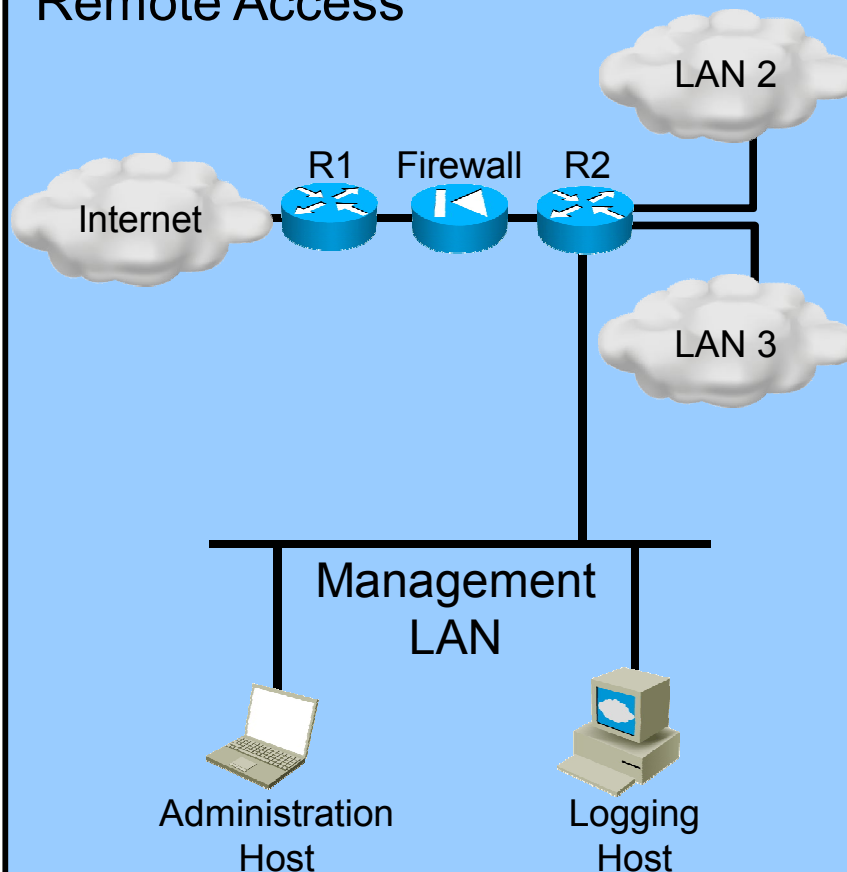 Remote Access
LAN 2
R1 Firewall R2
Internet
LAN 3
Management
LAN
Administration
Host
Logging
Host